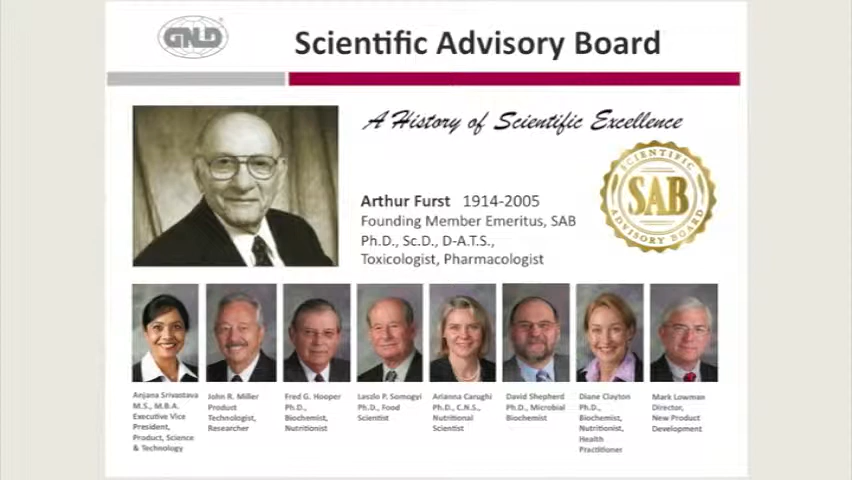 GNLD
Scientific Advisory Board
A History of Scientific Excellence
SCIENTIFIC
SAB
ADVISORY BOARD
Arthur Furst 1914-2005
Founding Member Emeritus, SAB
Ph.D., Sc.D., D-A.T.S.,
Toxicologist, Pharmacologist
Anjana Srivastava
M.S., M.B.A.
Executive Vice
President,
Product, Science
& Technology
John R. Miller
Product
Technologist,
Researcher
Fred G. Hooper
Ph.D.,
Biochemist,
Nutritionist
Laszlo P. Somogyi
Ph.D., Food
Scientist
Arianna Carughi
Ph.D., C.N.S.,
Nutritional
Scientist
David Shepherd
Ph.D., Microbial
Biochemist
Diane Clayton
Ph.D.,
Biochemist,
Nutritionist,
Health
Practitioner
Mark Lowman
Director,
New Product
Development